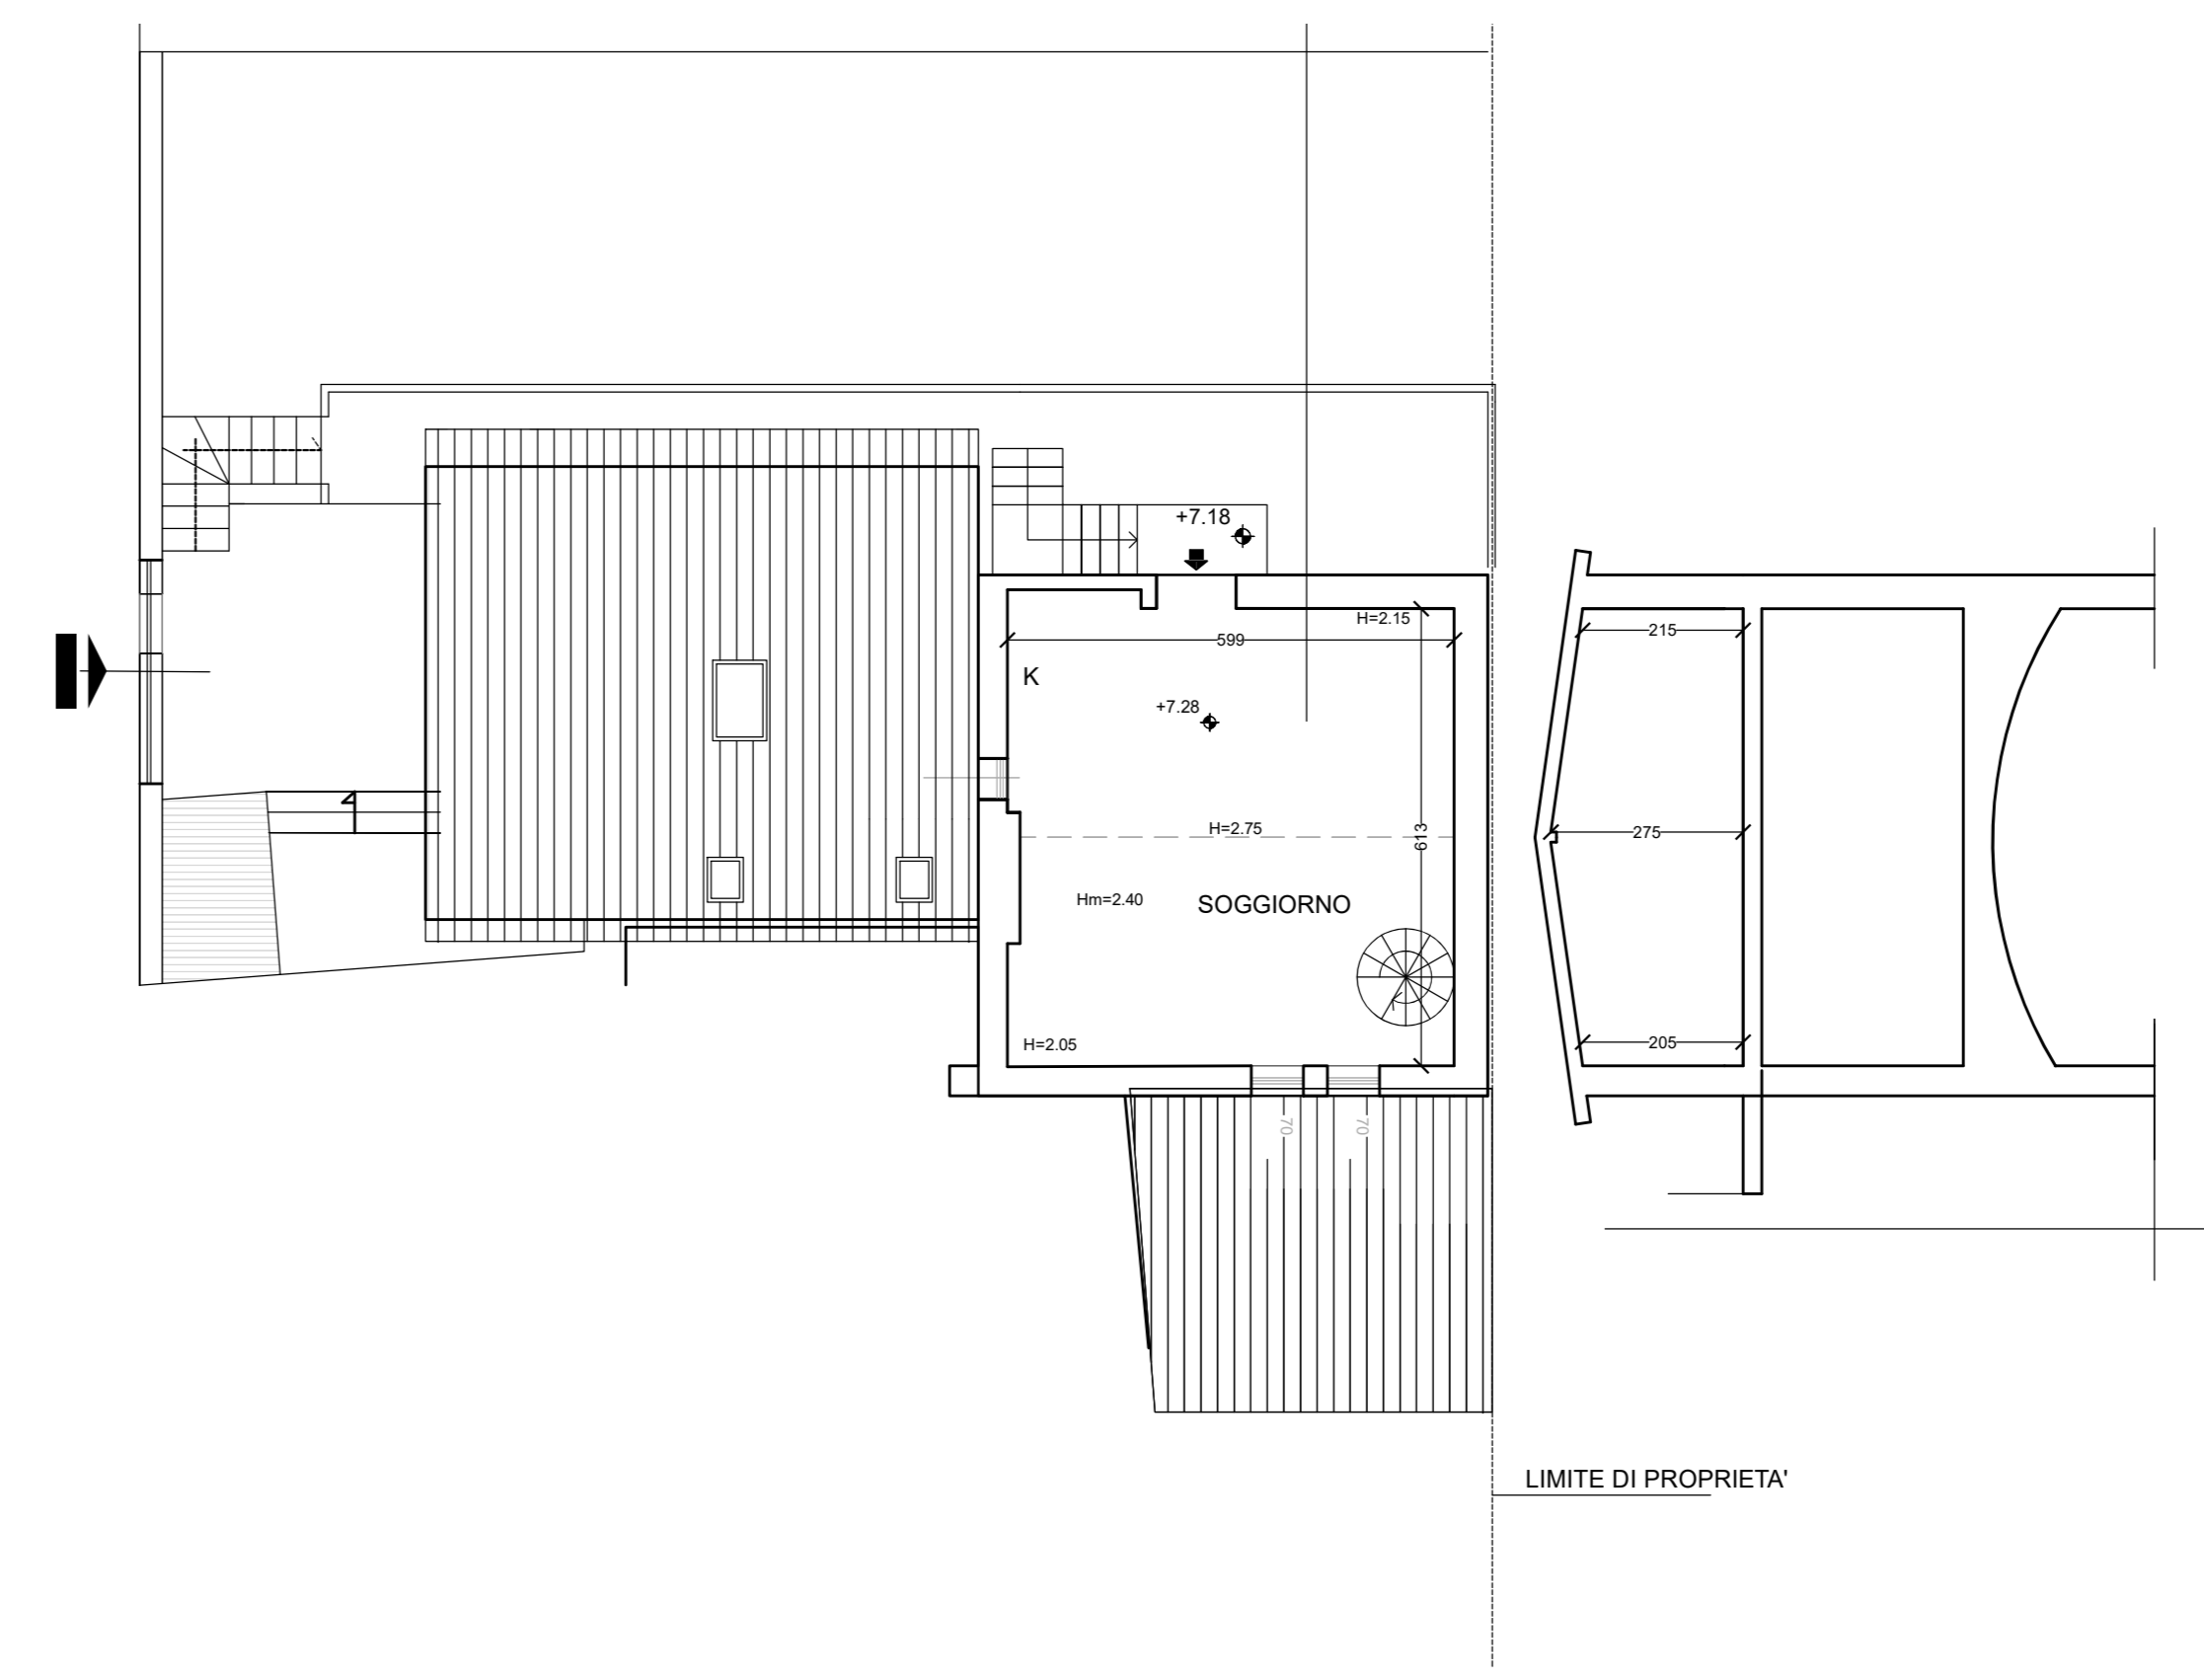 +7.18
H=2.15
599
215
K
+7.28
H=2.75
613
275
Hm=2.40
SOGGIORNO
H=2.05
205
70
70
LIMITE DI PROPRIETA'